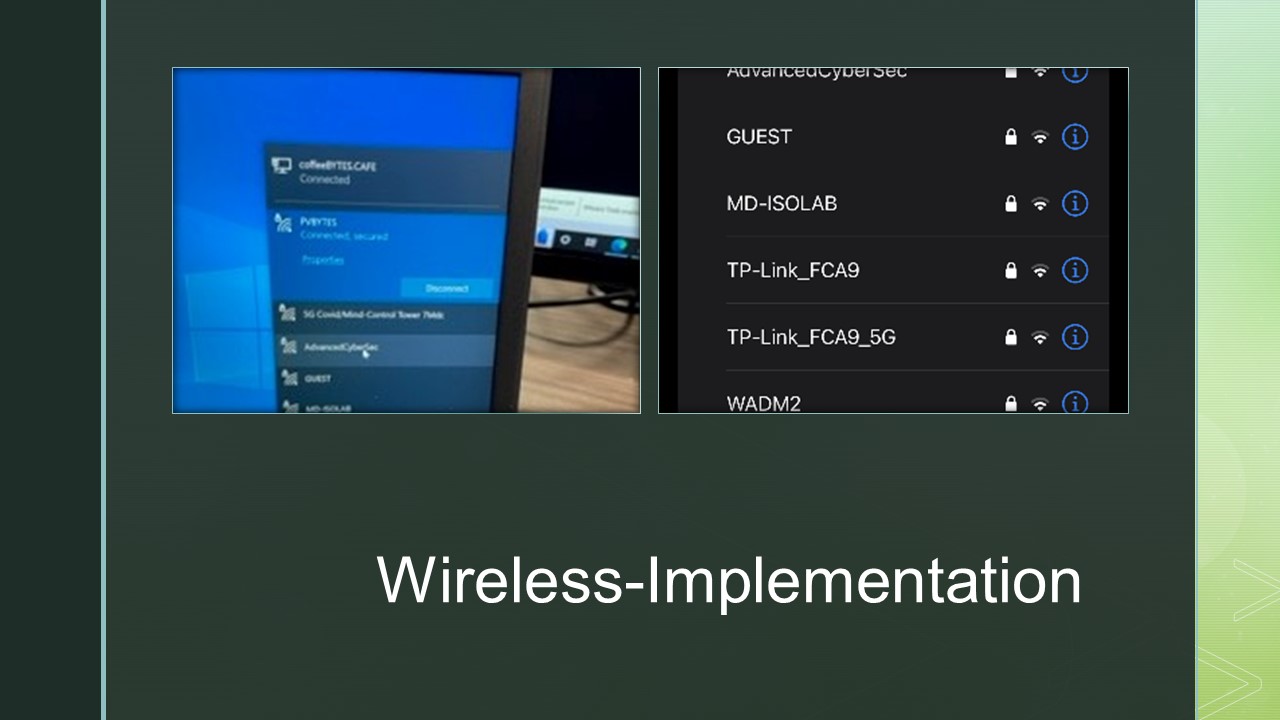 coffeeBYTES.CAFE
Connected
PVBYTES
Connected, secured
Properties
Disconnect
5G Covid/Mind-Control Tower
AdvancedCyberSec
GUEST
MD-ISOLAB
AdvancedCyberSec
GUEST
MD-ISOLAB
TP-Link_FCA9
TP-Link_FCA9_5G
WADM2
Wireless-Implementation